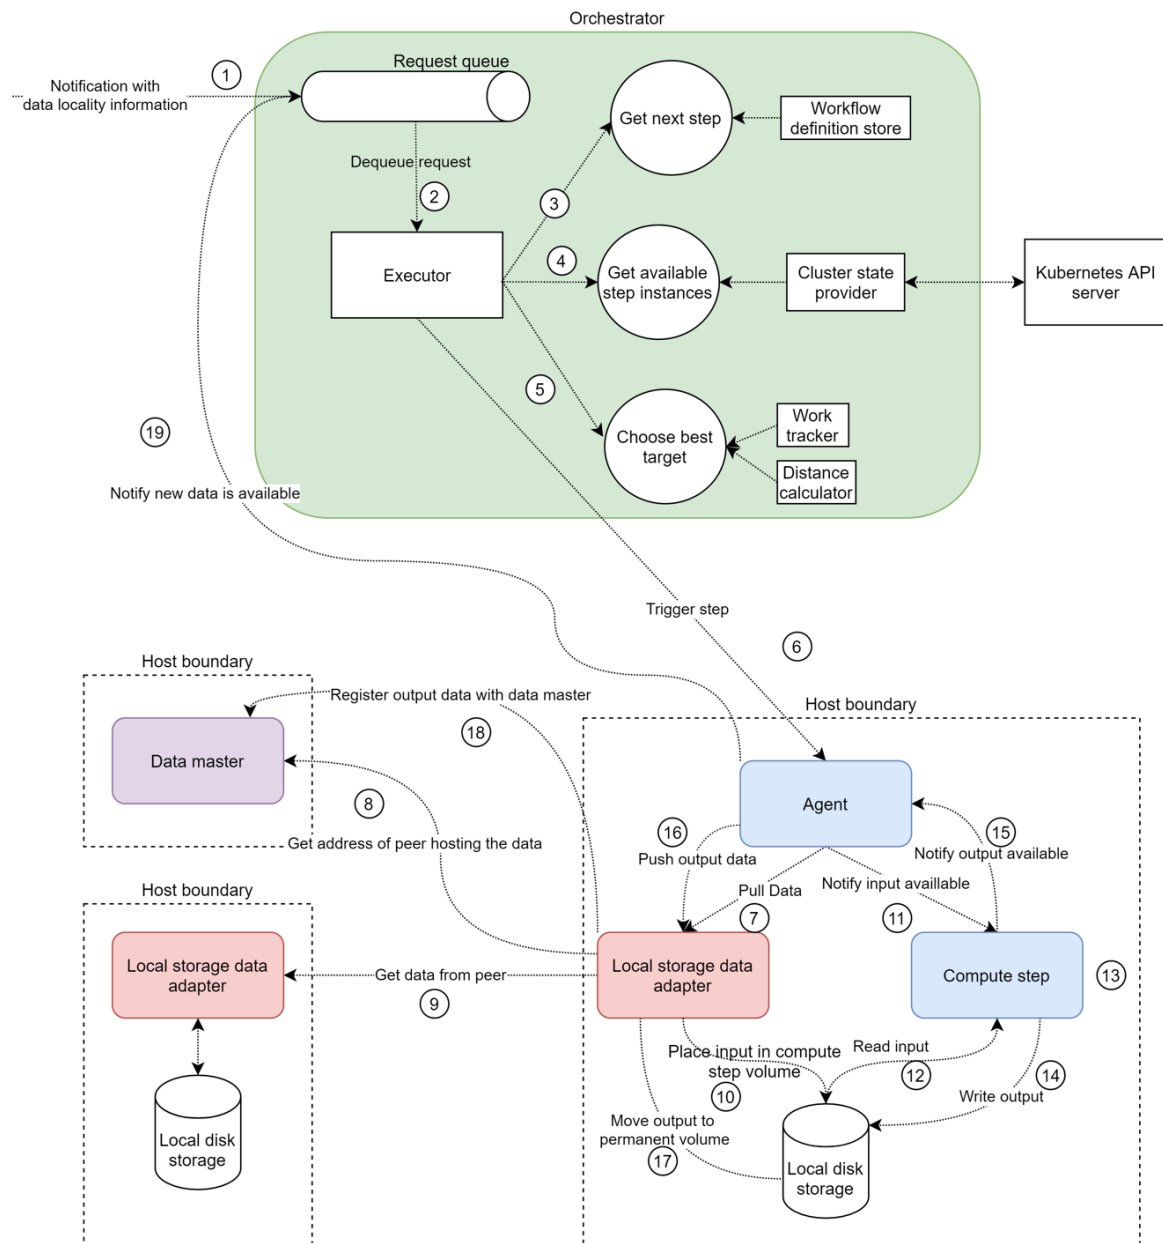 Orchestrator
Request queue
1
Notification with
data locality information
Get next step
Workflow
definition store
Dequeue request
2
3
Executor
4
Get available
step instances
Cluster state
provider
Kubernetes API
server
5
Choose best
target
Work
tracker
Distance
calculator
19
Notify new data is available
Trigger step
6
Host boundary
Register output data with data master
18
Host boundary
Data master
8
Get address of peer hosting the data
Agent
16
Push output data
15
Notify output available
Pull Data
7
Notify input availlable
11
Host boundary
Local storage data
adapter
Get data from peer
9
Local storage data
adapter
Compute step
13
Place input in compute
step volume
10
Read input
12
14
Write output
Move output to
permanent volume
17
Local disk
storage
Local disk
storage